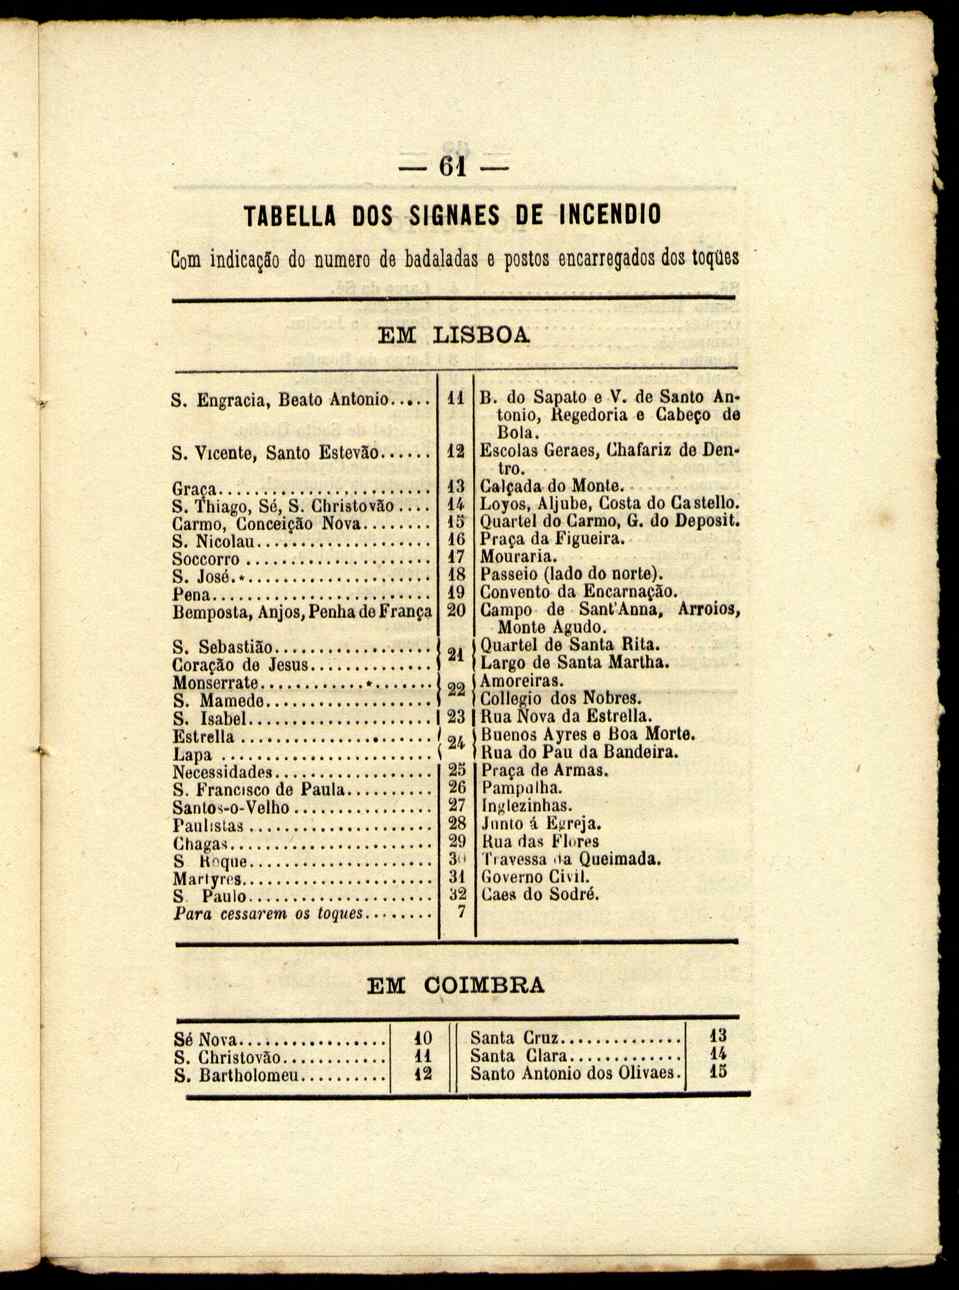 — 61 —
TABELLA DOS SIGNAES DE INCENDIO
Com indicação do numero de badaladas e postos encarregados dos toqües
EM LISBOA
S. Engracia, Beato Antonio..... 11 B. do Sapato e V. de Santo An-
tonio, Regedoria e Cabeço de
Bola.
S. Vicente, Santo Estevão...... 12 Escolas Geraes, Chafariz de Den-
tro.
Graça........................ 13 Calçada do Monte.
S. Thiago, Sé, S. Christovão.... 14 Loyos, Aljube, Costa do Castello.
Carmo, Conceição Nova........ 15 Quartel do Carmo, G. do Deposit.
S. Nicolau.................... 16 Praça da Figueira.
Soccorro..................... 17 Mouraria.
S. José...................... 18 Passeio (lado do norte).
Pena......................... 19 Convento da Encarnação.
Bemposta, Anjos, Penha de França 20 Campo de Sant'Anna, Arroios,
Monte Agudo.
S. Sebastião.................. 21 Quartel de Santa Rita.
Coração de Jesus.............. Largo de Santa Martha.
Monserrate................... 22 Amoreiras.
S. Mamede................... Collegio dos Nobres.
S. Isabel..................... 23 Rua Nova da Estrella.
Estrella...................... 24 Buenos Ayres e Boa Morte.
Lapa........................ Rua do Pau da Bandeira.
Necessidades.................. 25 Praça de Armas.
S. Francisco de Paula.......... 26 Pampulha.
Santos-o-Velho................ 27 Inglezinhas.
Paulistas..................... 28 Junto á Egreja.
Chagas....................... 29 Rua das Flores
S Roque..................... 30 Travessa da Queimada.
Martyres..................... 31 Governo Civil.
S. Paulo..................... 32 Caes do Sodré.
Para cessarem os toques........ 7
EM COIMBRA
Sé Nova................. 10 Santa Cruz.............. 13
S. Christovão............ 11 Santa Clara............. 14
S. Bartholomeu.......... 12 Santo Antonio dos Olivaes. 15